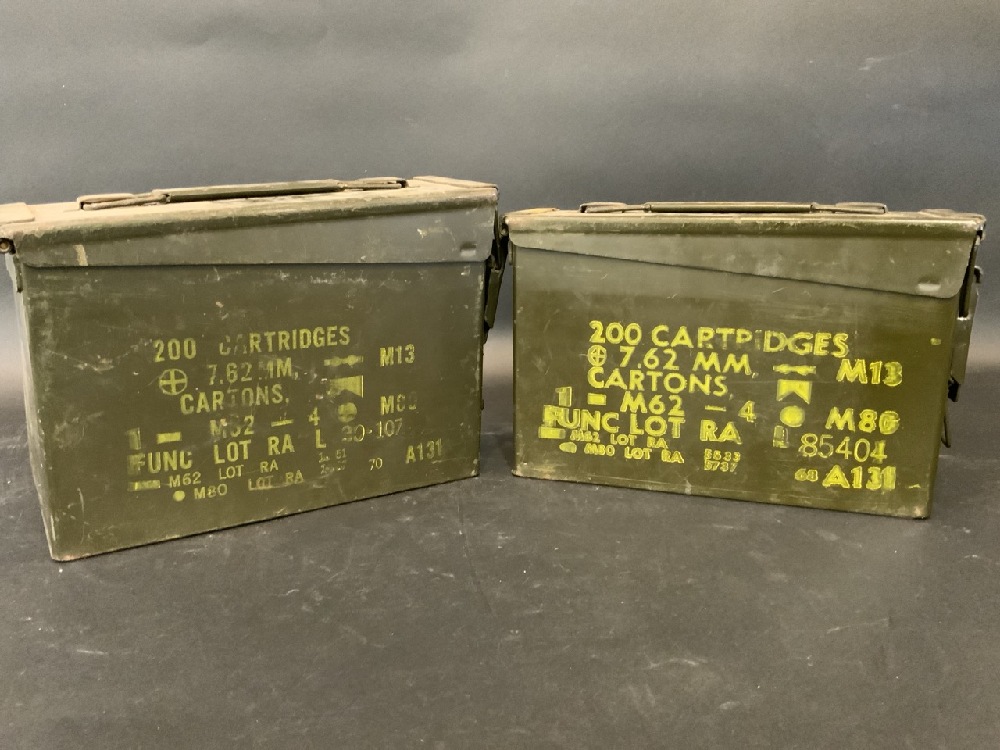 200 CARTRIDGES
7.62 MM, M13
CARTONS,
1 - M62 - 4
FUNC LOT RA L
M62 LOT RA 70 A131
M80 LOT RA
200 CARTRIDGES
7.62 MM, M13
CARTONS,
1 - M62 - 4 M80
FUNC LOT RA L 85404
M62 LOT RA
M80 LOT RA 64 A131